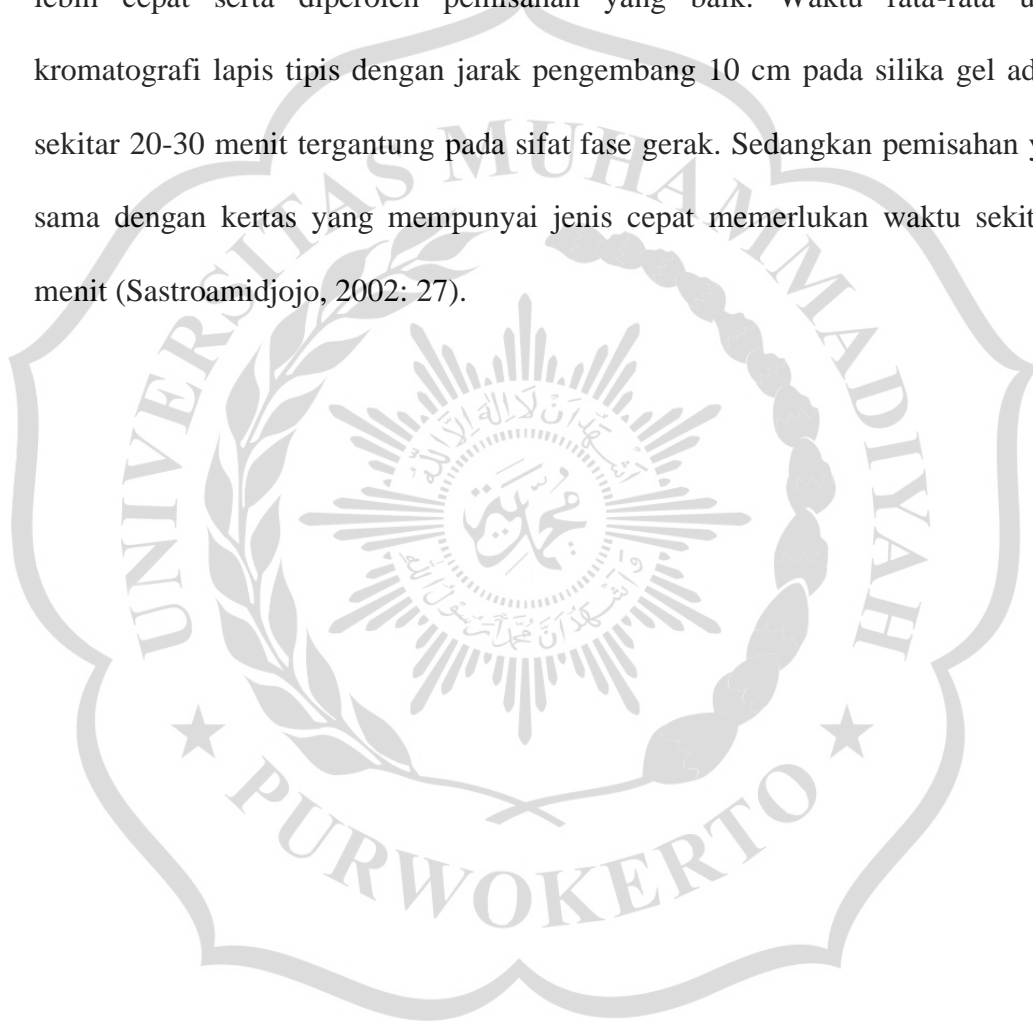 lebih cepat serta diperoleh pemisahan yang baik. Waktu rata-rata
kromatografi lapis tipis dengan jarak pengembang 10 cm pada silika gel
sekitar 20-30 menit tergantung pada sifat fase gerak. Sedangkan pemisahan
sama dengan kertas yang mempunyai jenis cepat memerlukan waktu
menit (Sastroamidjojo, 2002: 27).
UNIVERSITAS MUHAMMADIYAH
PURWOKERTO